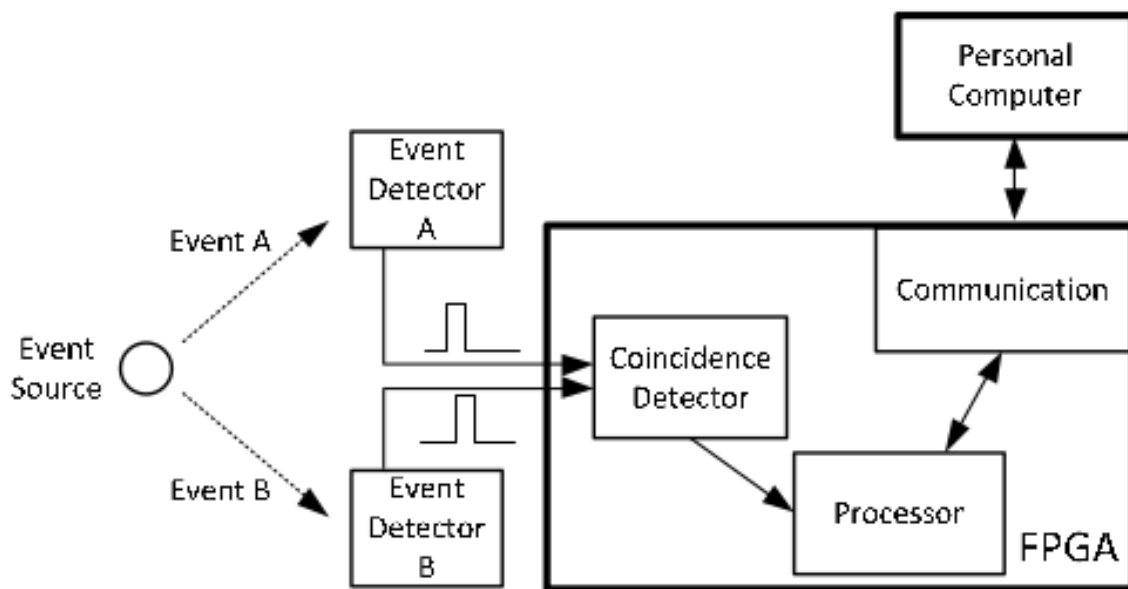 Personal
Computer
Event
Detector
A
Event A
Communication
Event
Source
Coincidence
Detector
Event B
Event
Detector
B
Processor
FPGA